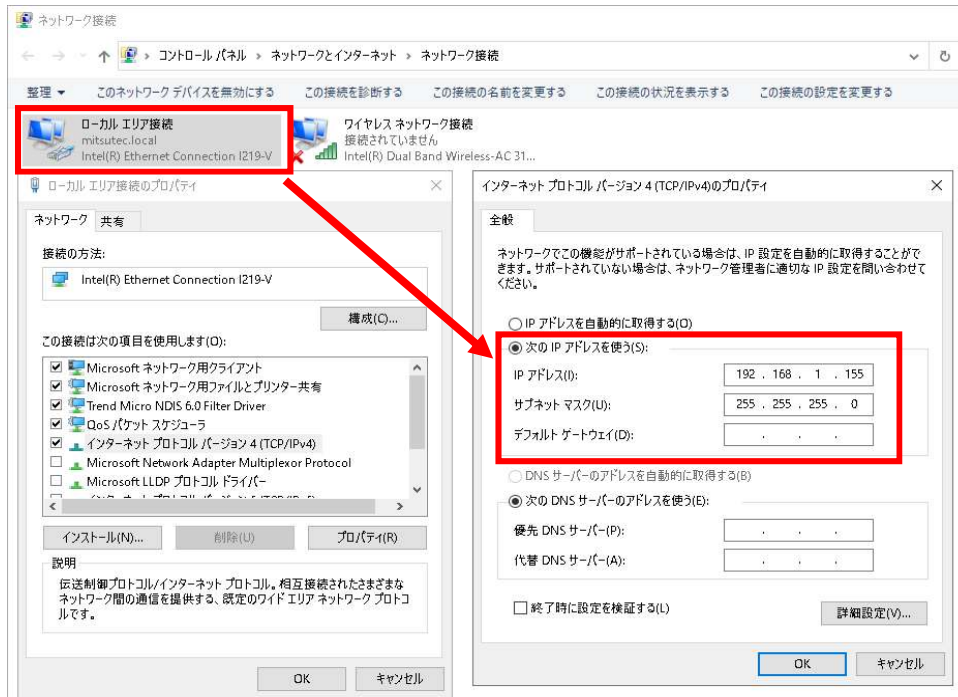 ネットワーク接続
コントロール パネル › ネットワークとインターネット › ネットワーク接続
整理 このネットワーク デバイスを無効にする この接続を診断する この接続の名前を変更する この接続の状況を表示する この接続の設定を変更する
ローカル エリア接続
mitsutec.local
Intel(R) Ethernet Connection I219-V
ワイヤレス ネットワーク接続
接続されていません
Intel(R) Dual Band Wireless-AC 31...
ローカル エリア接続のプロパティ
ネットワーク 共有
接続の方法:
Intel(R) Ethernet Connection I219-V
構成(C)...
この接続は次の項目を使用します(O):
Microsoft ネットワーク用クライアント
Microsoft ネットワーク用ファイルとプリンター共有
Trend Micro NDIS 6.0 Filter Driver
QoS パケット スケジューラ
インターネット プロトコル バージョン 4 (TCP/IPv4)
Microsoft Network Adapter Multiplexor Protocol
Microsoft LLDP プロトコル ドライバー
インストール(N)... 削除(U) プロパティ(R)
説明
伝送制御プロトコル/インターネット プロトコル。相互接続されたさまざまな
ネットワーク間の通信を提供する、既定のワイド エリア ネットワーク プロトコ
ルです。
OK キャンセル
インターネット プロトコル バージョン 4 (TCP/IPv4)のプロパティ
全般
ネットワークでこの機能がサポートされている場合は、IP 設定を自動的に取得することがで
きます。サポートされていない場合は、ネットワーク管理者に適切な IP 設定を問い合わせて
ください。
IP アドレスを自動的に取得する(O)
次の IP アドレスを使う(S):
IP アドレス(I): 192 . 168 . 1 . 155
サブネット マスク(U): 255 . 255 . 255 . 0
デフォルト ゲートウェイ(D): . . .
DNS サーバーのアドレスを自動的に取得する(B)
次の DNS サーバーのアドレスを使う(E):
優先 DNS サーバー(P): . . .
代替 DNS サーバー(A): . . .
終了時に設定を検証する(L)
詳細設定(V)...
OK キャンセル